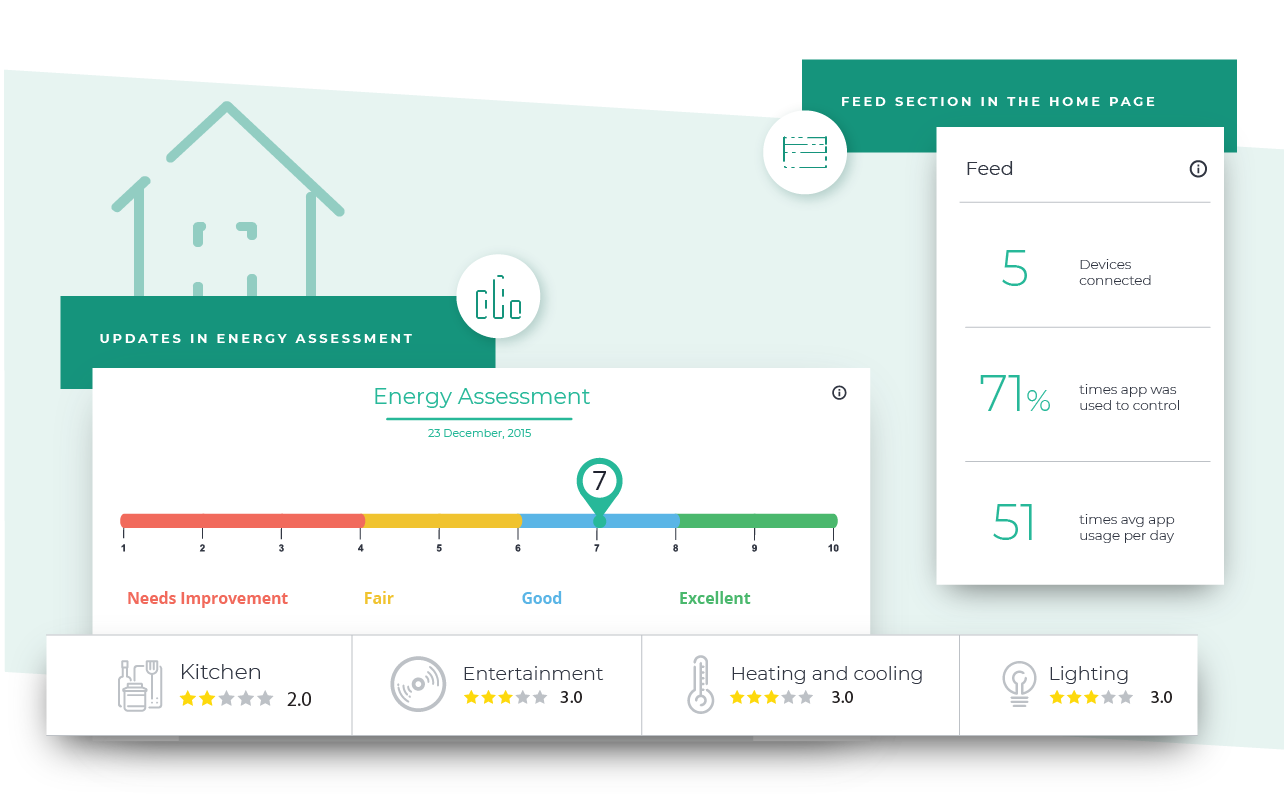 FEED SECTION IN THE HOME PAGE
Feed
5
Devices
connected
71%
times app was
used to control
51
times avg app
usage per day
UPDATES IN ENERGY ASSESSMENT
Energy Assessment
23 December, 2015
7
1 2 3 4 5 6 7 8 9 10
Needs Improvement Fair Good Excellent
Kitchen
2.0
Entertainment
3.0
Heating and cooling
3.0
Lighting
3.0